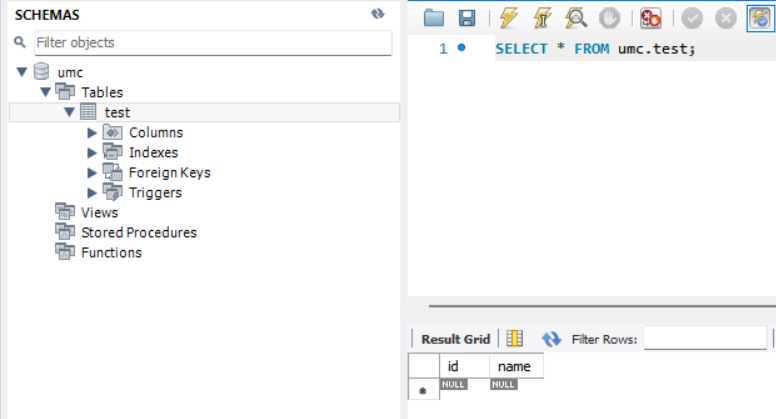 SCHEMAS
Filter objects
umc
Tables
test
Columns
Indexes
Foreign Keys
Triggers
Views
Stored Procedures
Functions
1 SELECT * FROM umc.test;
Result Grid Filter Rows:
id name
* NULL NULL